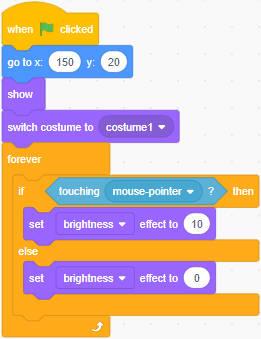 when clicked
go to x: 150 y: 20
show
switch costume to costume1
forever
if touching mouse-pointer ? then
set brightness effect to 10
else
set brightness effect to 0